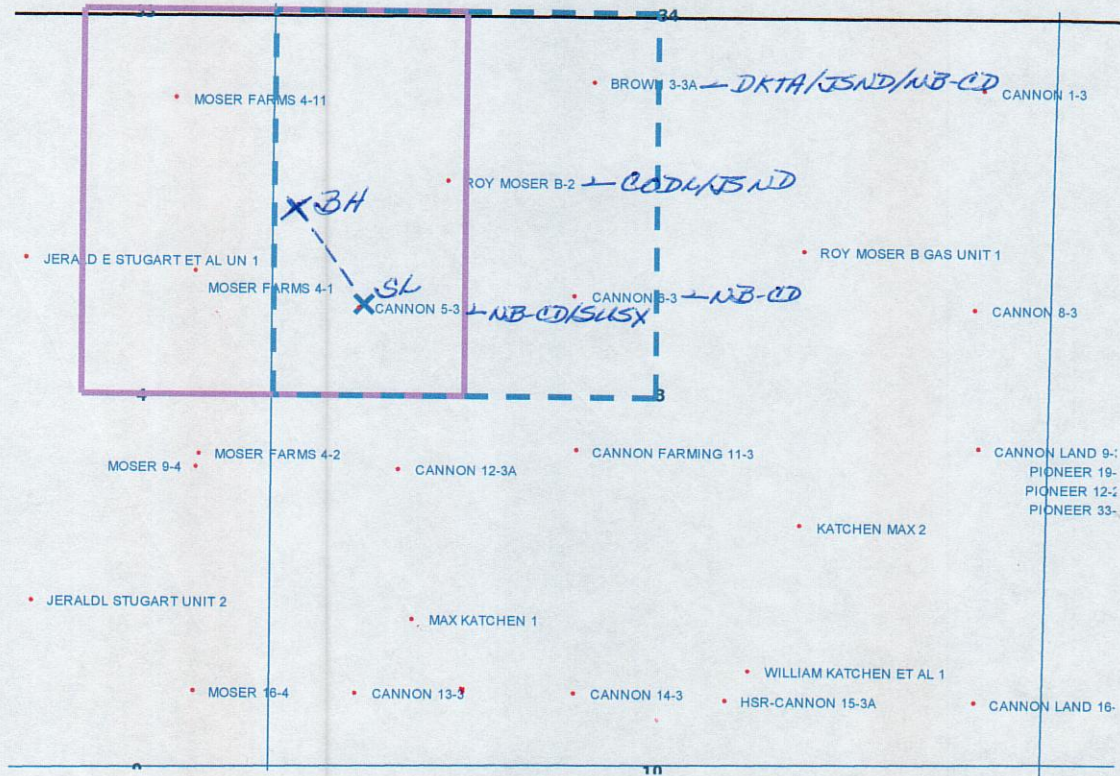 34
BROWN 3-3A — DKTA/JSND/NB-CD
MOSER FARMS 4-11
CANNON 1-3
ROY MOSER B-2 — CODL/JSND
BH
ROY MOSER B GAS UNIT 1
JERALD E STUGART ET AL UN 1
MOSER FARMS 4-1
SL
CANNON 5-3 — NB-CD/SUSX
CANNON 6-3 — NB-CD
CANNON 8-3
4
3
MOSER FARMS 4-2
MOSER 9-4
CANNON 12-3A
CANNON FARMING 11-3
CANNON LAND 9-
PIONEER 19-
PIONEER 12-
PIONEER 33-
KATCHEN MAX 2
JERALDL STUGART UNIT 2
MAX KATCHEN 1
WILLIAM KATCHEN ET AL 1
MOSER 16-4
CANNON 13-3
CANNON 14-3
HSR-CANNON 15-3A
CANNON LAND 16-
10